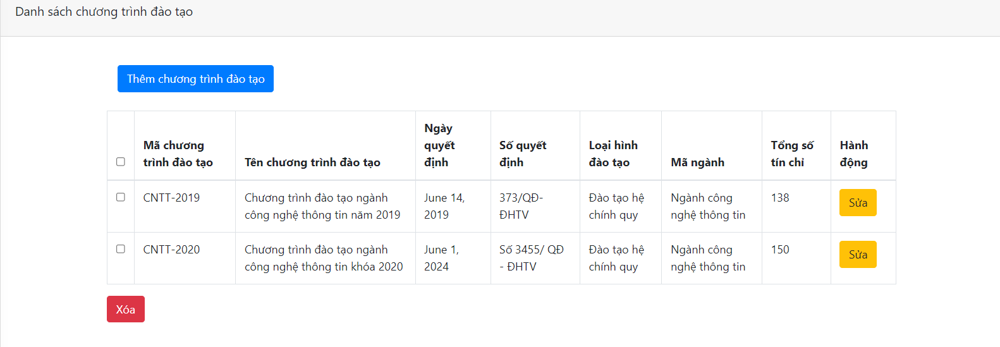 Danh sách chương trình đào tạo
Thêm chương trình đào tạo
Mã chương
trình đào tạo
Tên chương trình đào tạo
Ngày
quyết
định
Số quyết
định
Loại hình
đào tạo
Mã ngành
Tổng số
tín chỉ
Hành
động
CNTT-2019
Chương trình đào tạo ngành
công nghệ thông tin năm 2019
June 14,
2019
373/QĐ-
ĐHTV
Đào tạo hệ
chính quy
Ngành công
nghệ thông tin
138
Sửa
CNTT-2020
Chương trình đào tạo ngành
công nghệ thông tin khóa 2020
June 1,
2024
Số 3455/ QĐ
- ĐHTV
Đào tạo hệ
chính quy
Ngành công
nghệ thông tin
150
Sửa
Xóa